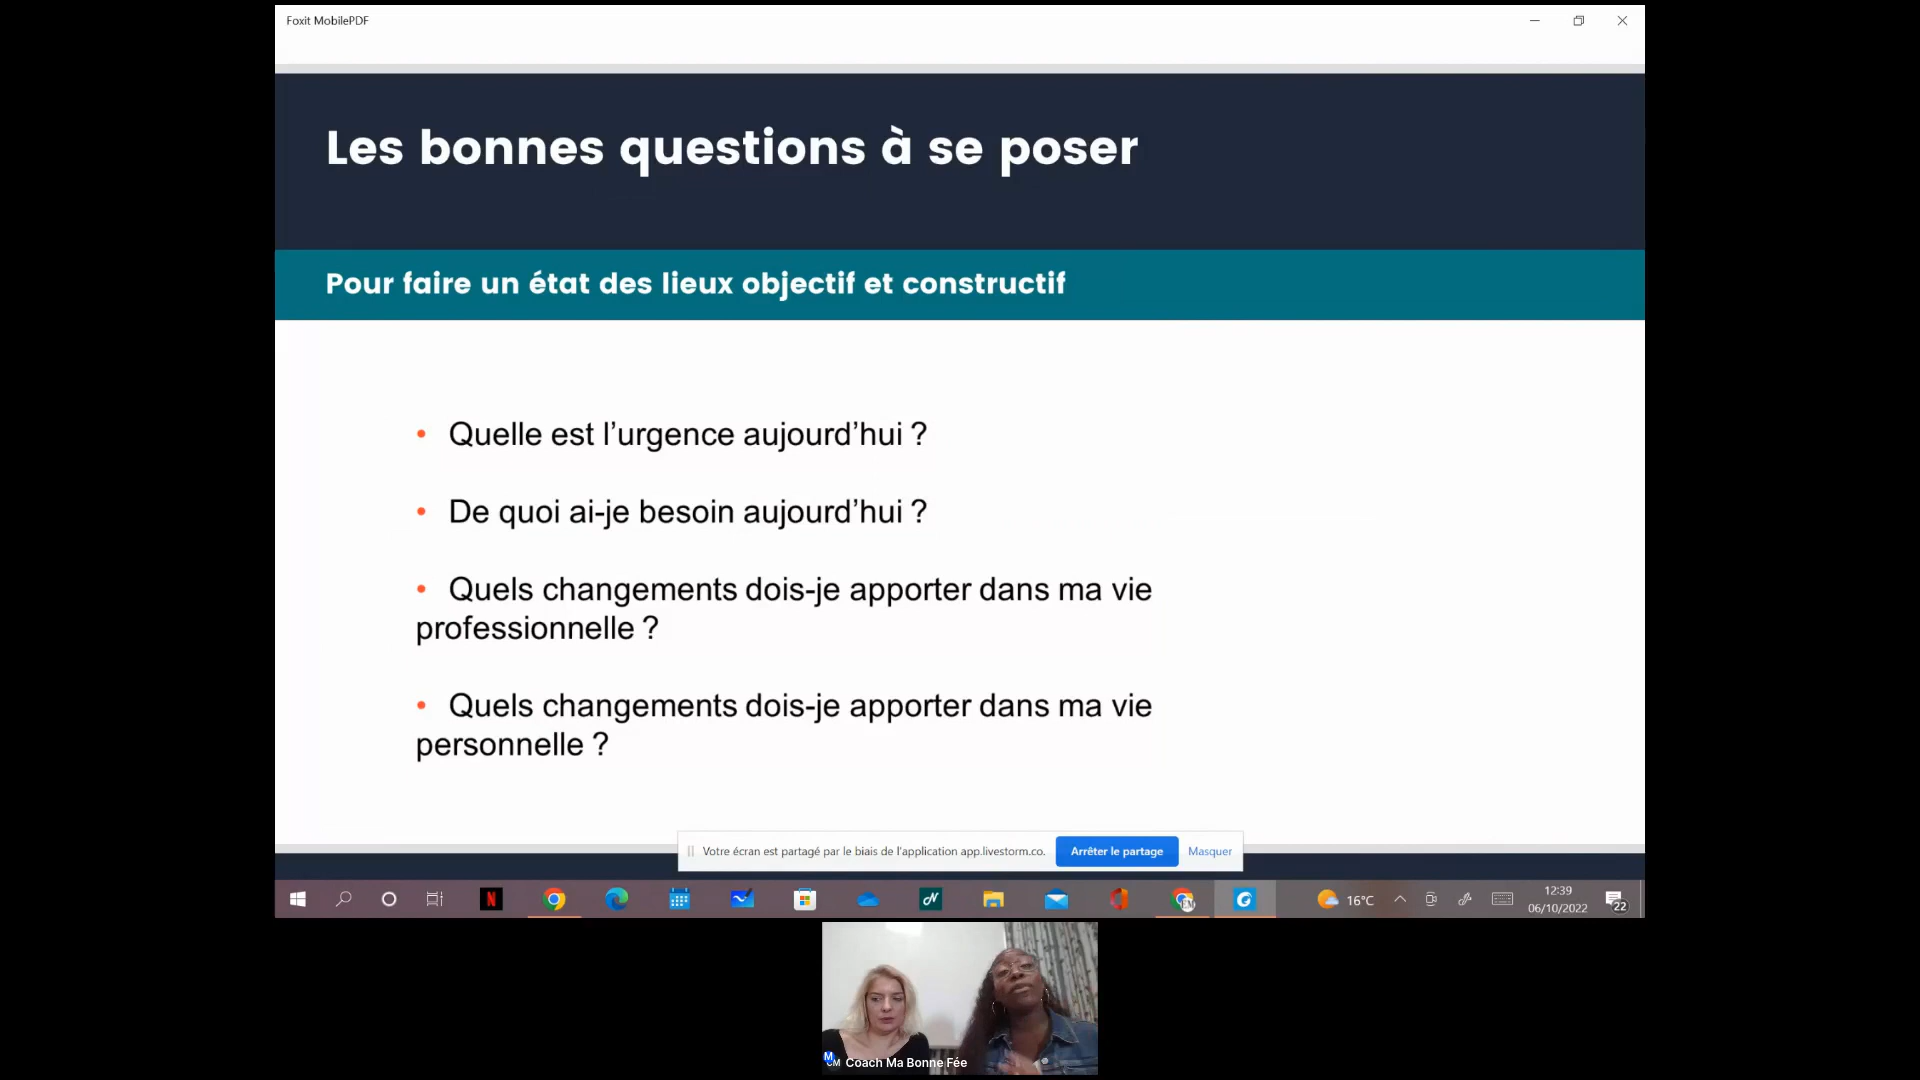 Foxit MobilePDF
Les bonnes questions à se poser
Pour faire un état des lieux objectif et constructif
• Quelle est l’urgence aujourd’hui ?
• De quoi ai-je besoin aujourd’hui ?
• Quels changements dois-je apporter dans ma vie
professionnelle ?
• Quels changements dois-je apporter dans ma vie
personnelle ?
Votre écran est partagé par le biais de l'application app.livestorm.co. Arrêter le partage Masquer
N
16°C
12:39
06/10/2022
22
M
CM Coach Ma Bonne Fée